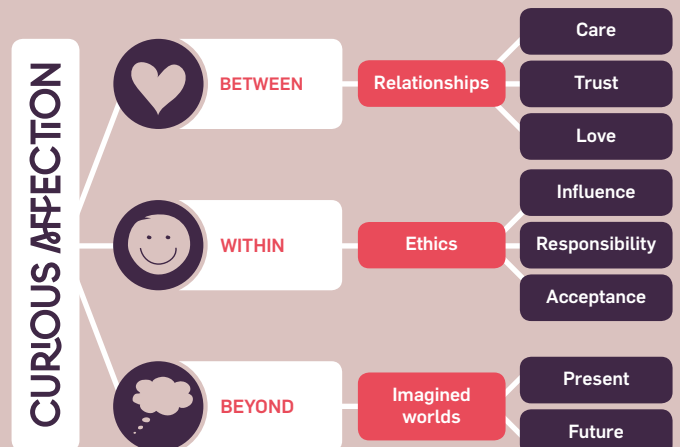 CURIOUS AFFECTION
BETWEEN
Relationships
Care
Trust
Love
WITHIN
Ethics
Influence
Responsibility
Acceptance
BEYOND
Imagined
worlds
Present
Future